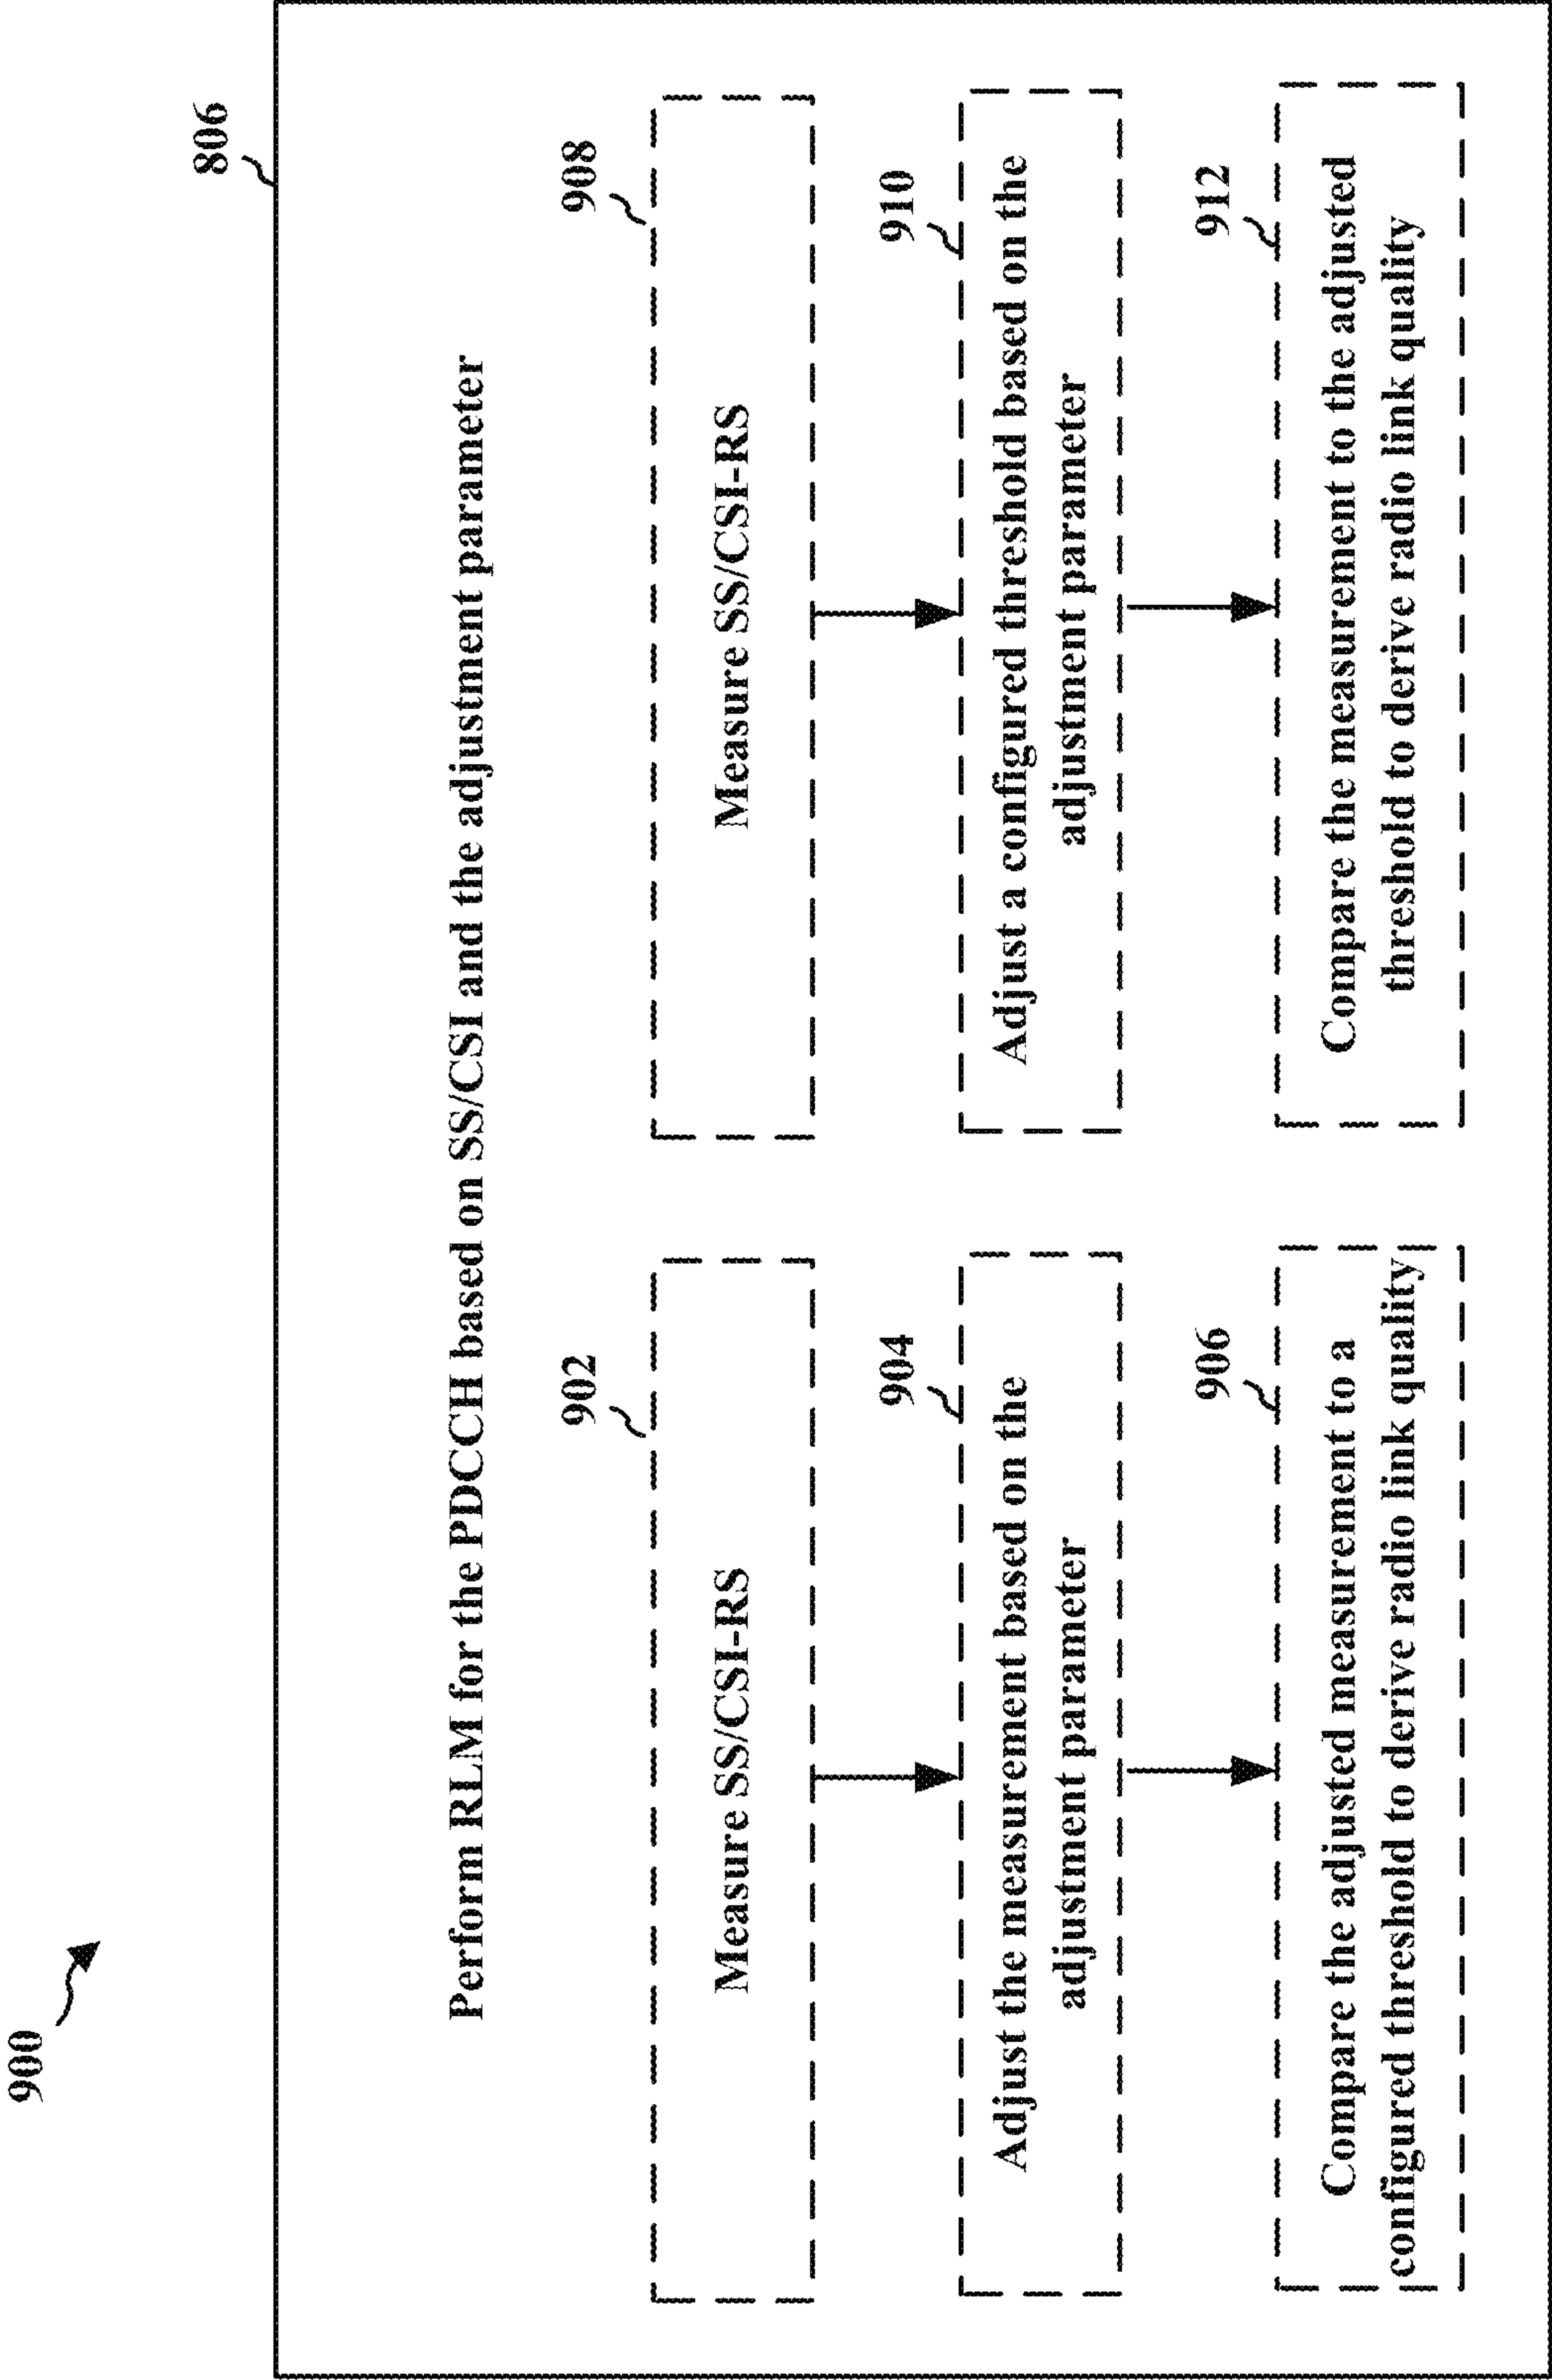 900
806
Perform RLM for the PDCCH based on SS/CSI and the adjustment parameter
902
Measure SS/CSI-RS
904
Adjust the measurement based on the
adjustment parameter
906
Compare the adjusted measurement to a
configured threshold to derive radio link quality
908
Measure SS/CSI-RS
910
Adjust a configured threshold based on the
adjustment parameter
912
Compare the measurement to the adjusted
threshold to derive radio link quality